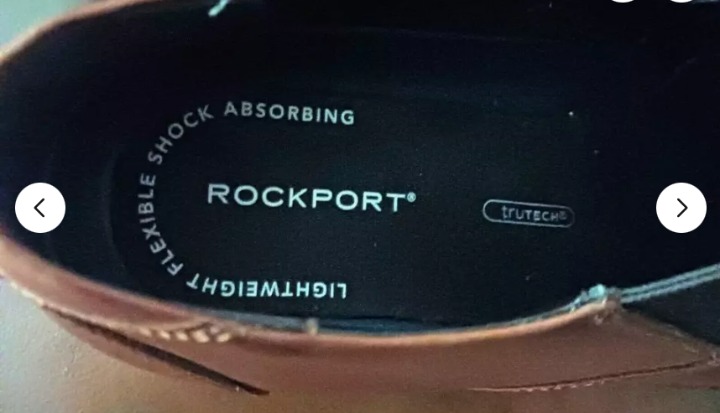 LIGHTWEIGHT FLEXIBLE SHOCK ABSORBING
ROCKPORT®
truTECH®